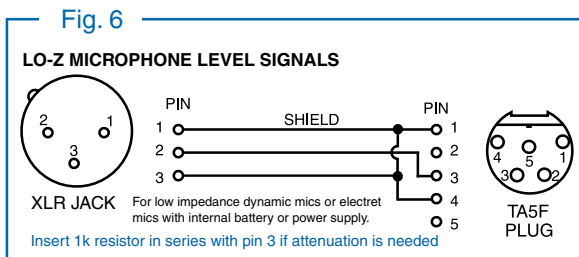 Fig. 6
LO-Z MICROPHONE LEVEL SIGNALS
PIN
PIN
SHIELD
1
1
2
2
3
3
4
5
2
1
3
4
5
1
3
2
XLR JACK
For low impedance dynamic mics or electret
mics with internal battery or power supply.
TA5F
PLUG
Insert 1k resistor in series with pin 3 if attenuation is needed